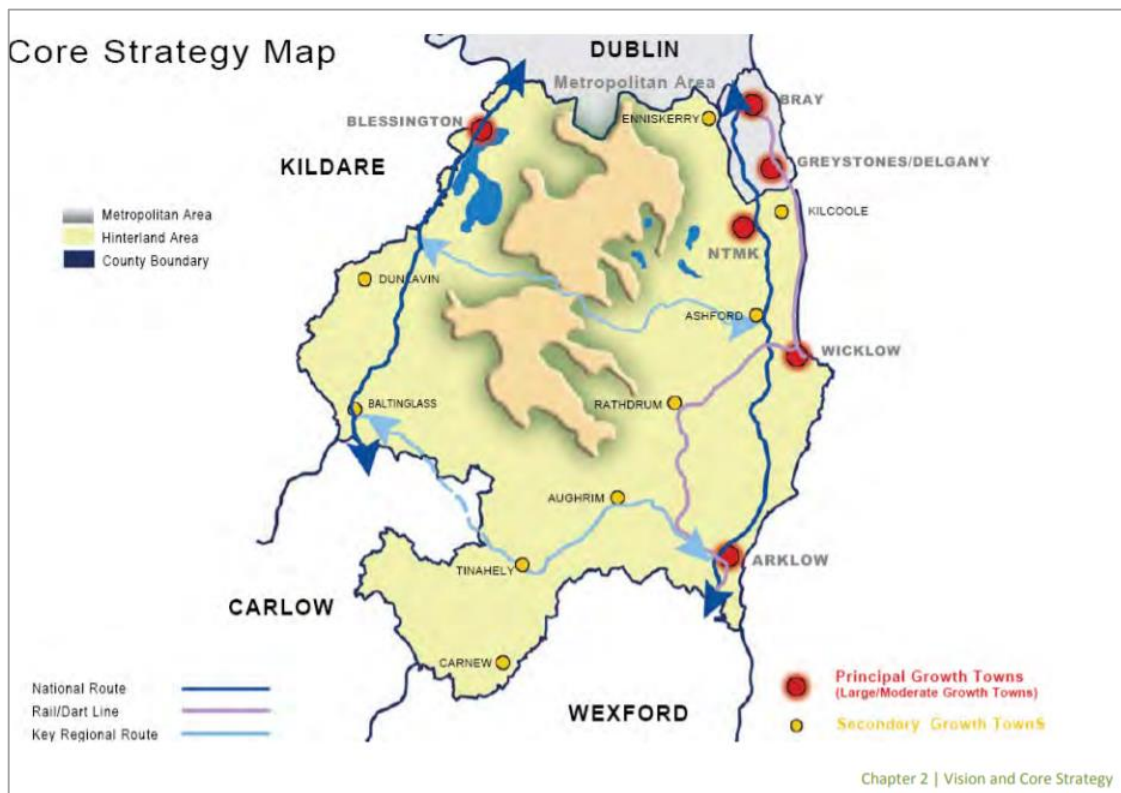 Core Strategy Map
DUBLIN
Metropolitan Area
BRAY
ENNISKERRY
BLESSINGTON
KILDARE
GREYSTONES/DELGANY
Metropolitan Area
Hinterland Area
County Boundary
KILCOOLE
NTMK
DUNLAVIN
ASHFORD
WICKLOW
BALTINGLASS
RATHDRUM
AUGHRIM
TINAHELY
ARKLOW
CARLOW
CARNEW
WEXFORD
National Route
Rail/Dart Line
Key Regional Route
Principal Growth Towns
(Large/Moderate Growth Towns)
Secondary Growth TownS
Chapter 2 | Vision and Core Strategy